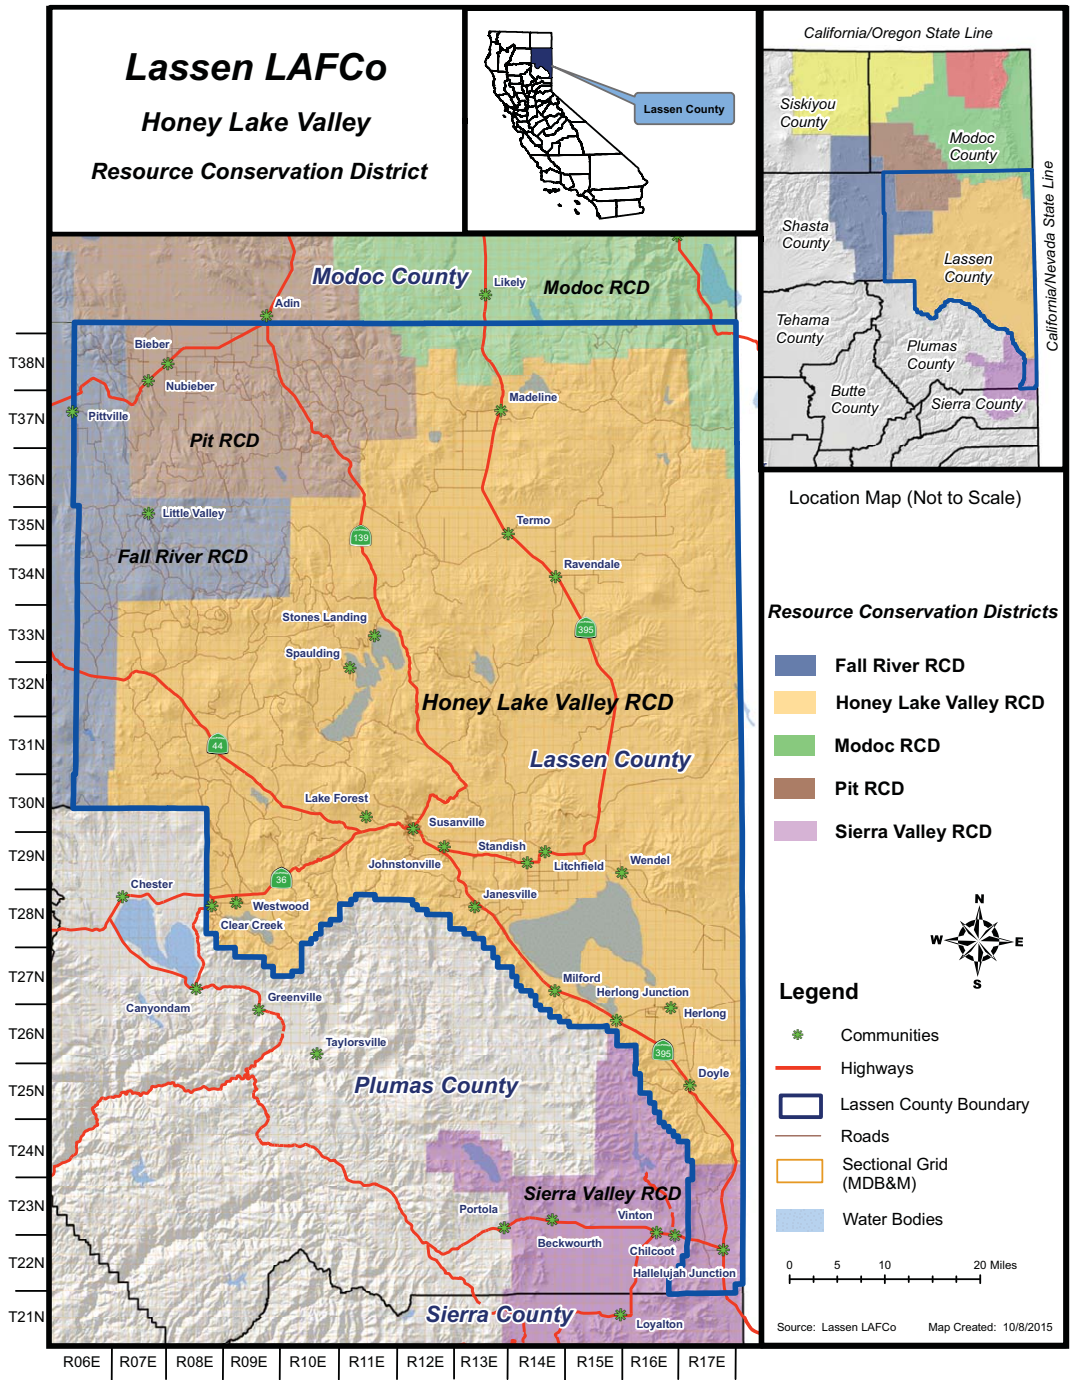 Lassen LAFCo
Honey Lake Valley
Resource Conservation District
Lassen County
California/Oregon State Line
Siskiyou
County
Modoc
County
Shasta
County
Lassen
County
Tehama
County
Plumas
County
Butte
County
Sierra County
California/Nevada State Line
Location Map (Not to Scale)
Modoc County
Likely
Modoc RCD
Adin
Bieber
Nubieber
Pittville
Madeline
Pit RCD
Little Valley
Fall River RCD
139
Termo
Ravendale
Stones Landing
395
Spaulding
Honey Lake Valley RCD
Lassen County
44
Lake Forest
Susanville
Standish
Johnstonville
Litchfield
Wendel
36
Chester
Westwood
Janesville
Clear Creek
Milford
Herlong Junction
Herlong
Canyondam
Greenville
Taylorsville
395
Doyle
Plumas County
Sierra Valley RCD
Portola
Vinton
Beckwourth
Chilcoot
Hallelujah Junction
Sierra County
Loyalton
T38N
T37N
T36N
T35N
T34N
T33N
T32N
T31N
T30N
T29N
T28N
T27N
T26N
T25N
T24N
T23N
T22N
T21N
R06E R07E R08E R09E R10E R11E R12E R13E R14E R15E R16E R17E
Resource Conservation Districts
Fall River RCD
Honey Lake Valley RCD
Modoc RCD
Pit RCD
Sierra Valley RCD
N
W E
S
Legend
Communities
Highways
Lassen County Boundary
Roads
Sectional Grid
(MDB&M)
Water Bodies
0 5 10 20 Miles
Source: Lassen LAFCo Map Created: 10/8/2015